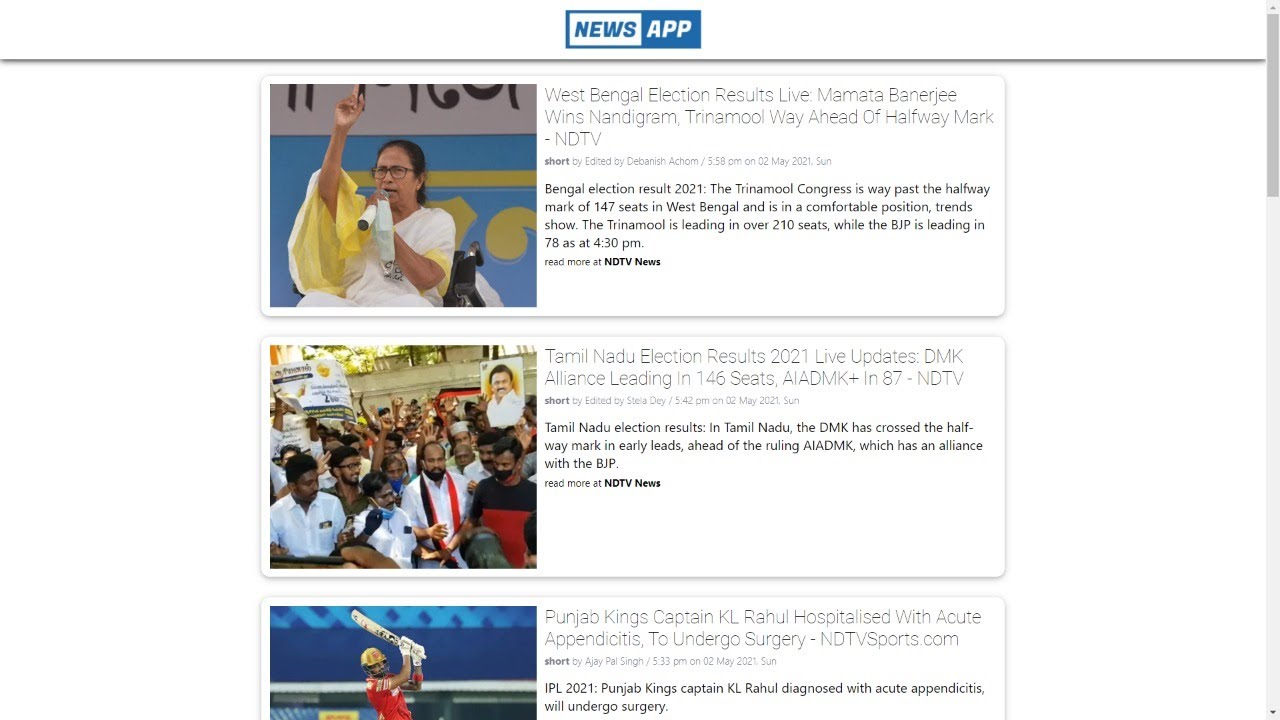 NEWS APP
West Bengal Election Results Live: Mamata Banerjee
Wins Nandigram, Trinamool Way Ahead Of Halfway Mark
- NDTV
short by Edited by Debanish Achom / 5:58 pm on 02 May 2021, Sun
Bengal election result 2021: The Trinamool Congress is way past the halfway
mark of 147 seats in West Bengal and is in a comfortable position, trends
show. The Trinamool is leading in over 210 seats, while the BJP is leading in
78 as at 4:30 pm.
read more at NDTV News
Tamil Nadu Election Results 2021 Live Updates: DMK
Alliance Leading In 146 Seats, AIADMK+ In 87 - NDTV
short by Edited by Stela Dey / 5:42 pm on 02 May 2021, Sun
Tamil Nadu election results: In Tamil Nadu, the DMK has crossed the half-
way mark in early leads, ahead of the ruling AIADMK, which has an alliance
with the BJP.
read more at NDTV News
Punjab Kings Captain KL Rahul Hospitalised With Acute
Appendicitis, To Undergo Surgery - NDTVSports.com
short by Ajay Pal Singh / 5:33 pm on 02 May 2021, Sun
IPL 2021: Punjab Kings captain KL Rahul diagnosed with acute appendicitis,
will undergo surgery.